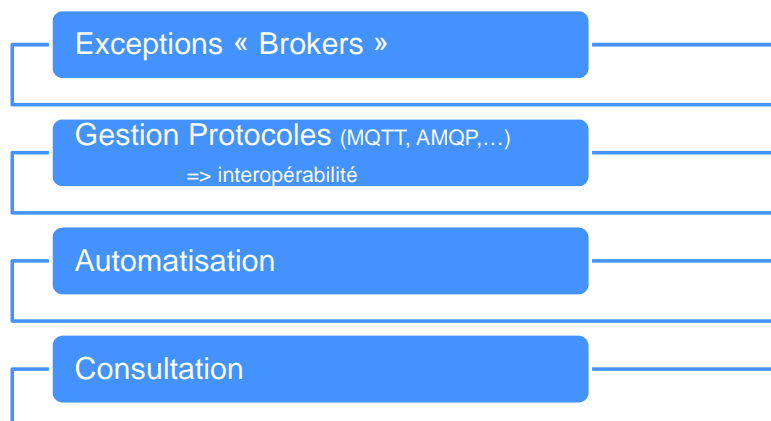 Exceptions « Brokers »
Gestion Protocoles (MQTT, AMQP,…)
=> interopérabilité
Automatisation
Consultation